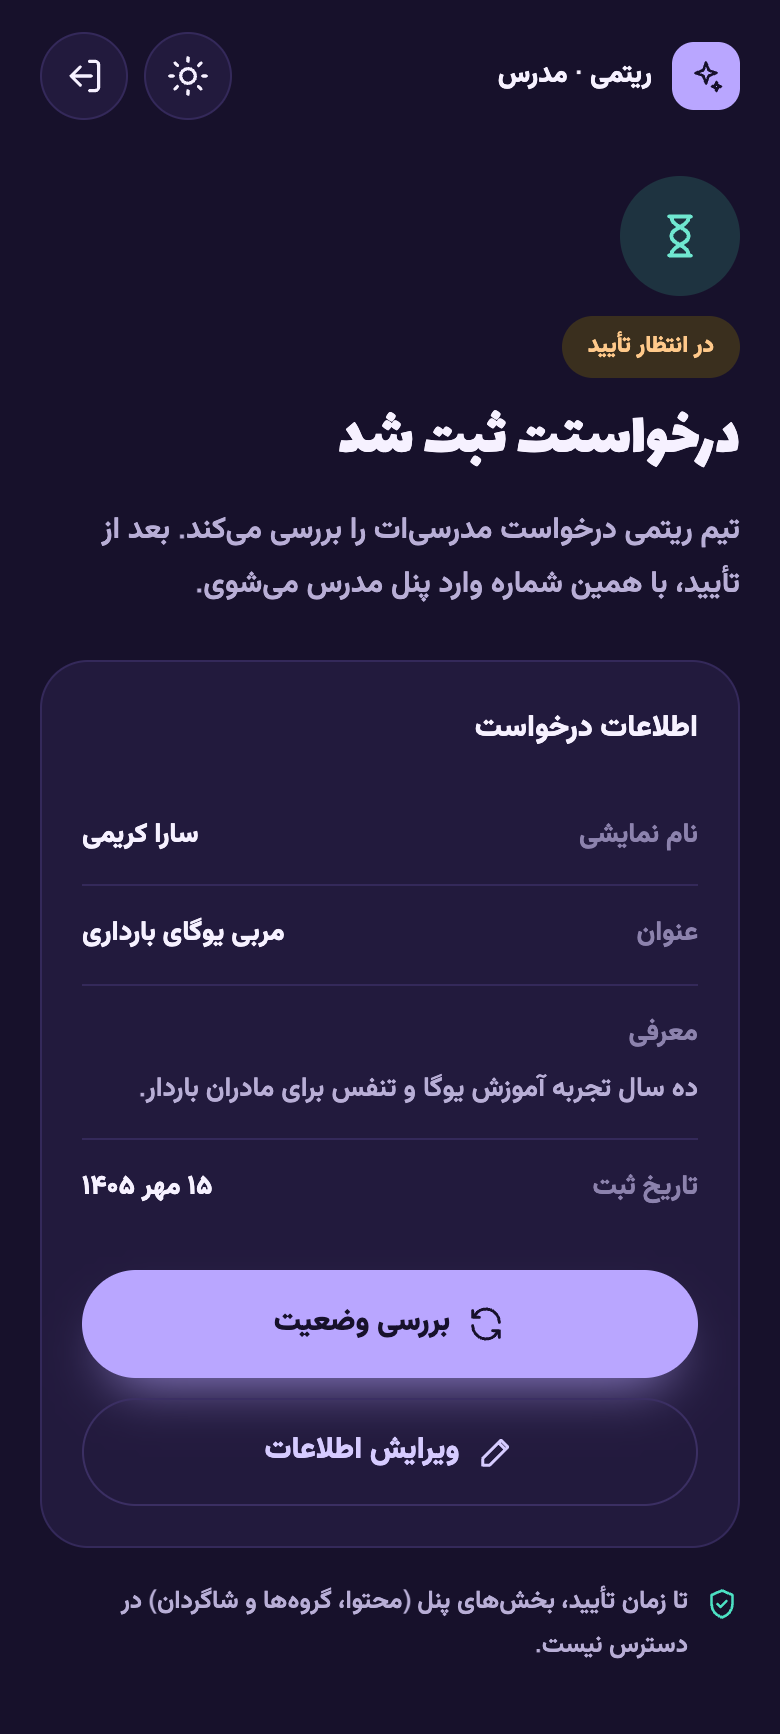 ریتمی · مدرس
در انتظار تأیید
درخواستت ثبت شد
تیم ریتمی درخواست مدرسی‌ات را بررسی می‌کند. بعد از
تأیید، با همین شماره وارد پنل مدرس می‌شوی.
اطلاعات درخواست
نام نمایشی سارا کریمی
عنوان مربی یوگای بارداری
معرفی
ده سال تجربه آموزش یوگا و تنفس برای مادران باردار.
تاریخ ثبت ۱۵ مهر ۱۴۰۵
بررسی وضعیت
ویرایش اطلاعات
تا زمان تأیید، بخش‌های پنل (محتوا، گروه‌ها و شاگردان) در
دسترس نیست.